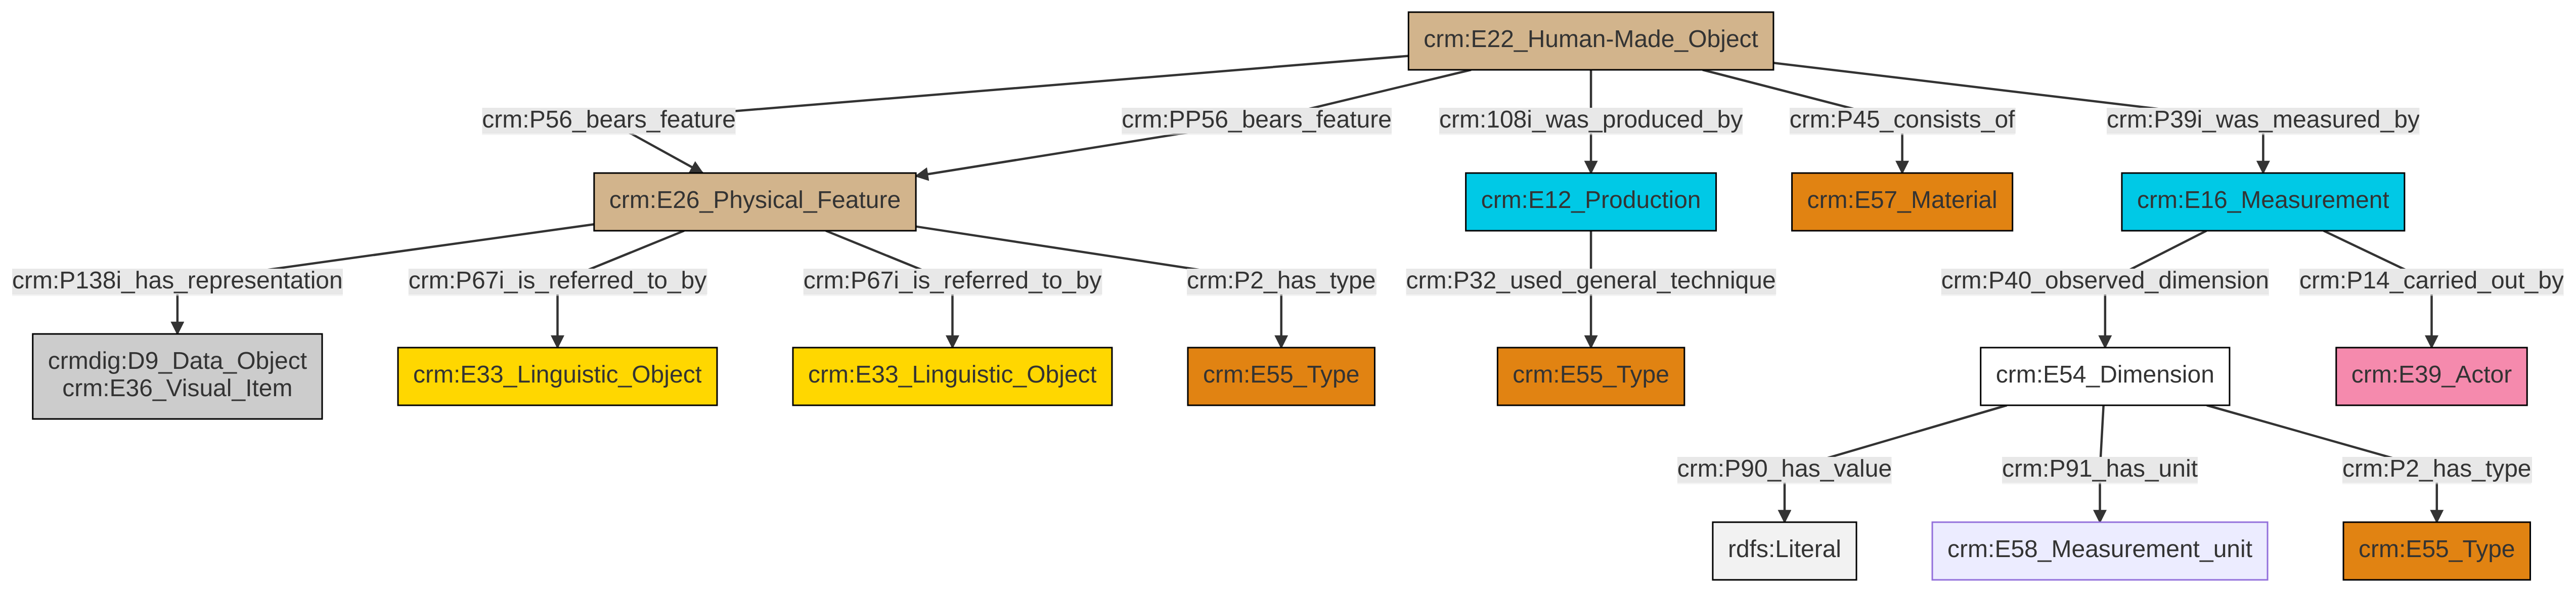 crm:E22_Human-Made_Object
crm:P56_bears_feature
crm:PP56_bears_feature
crm:108i_was_produced_by
crm:P45_consists_of
crm:P39i_was_measured_by
crm:E26_Physical_Feature
crm:E12_Production
crm:E57_Material
crm:E16_Measurement
crm:P138i_has_representation
crm:P67i_is_referred_to_by
crm:P67i_is_referred_to_by
crm:P2_has_type
crm:P32_used_general_technique
crm:P40_observed_dimension
crm:P14_carried_out_by
crmdig:D9_Data_Object
crm:E36_Visual_Item
crm:E33_Linguistic_Object
crm:E33_Linguistic_Object
crm:E55_Type
crm:E55_Type
crm:E54_Dimension
crm:E39_Actor
crm:P90_has_value
crm:P91_has_unit
crm:P2_has_type
rdfs:Literal
crm:E58_Measurement_unit
crm:E55_Type